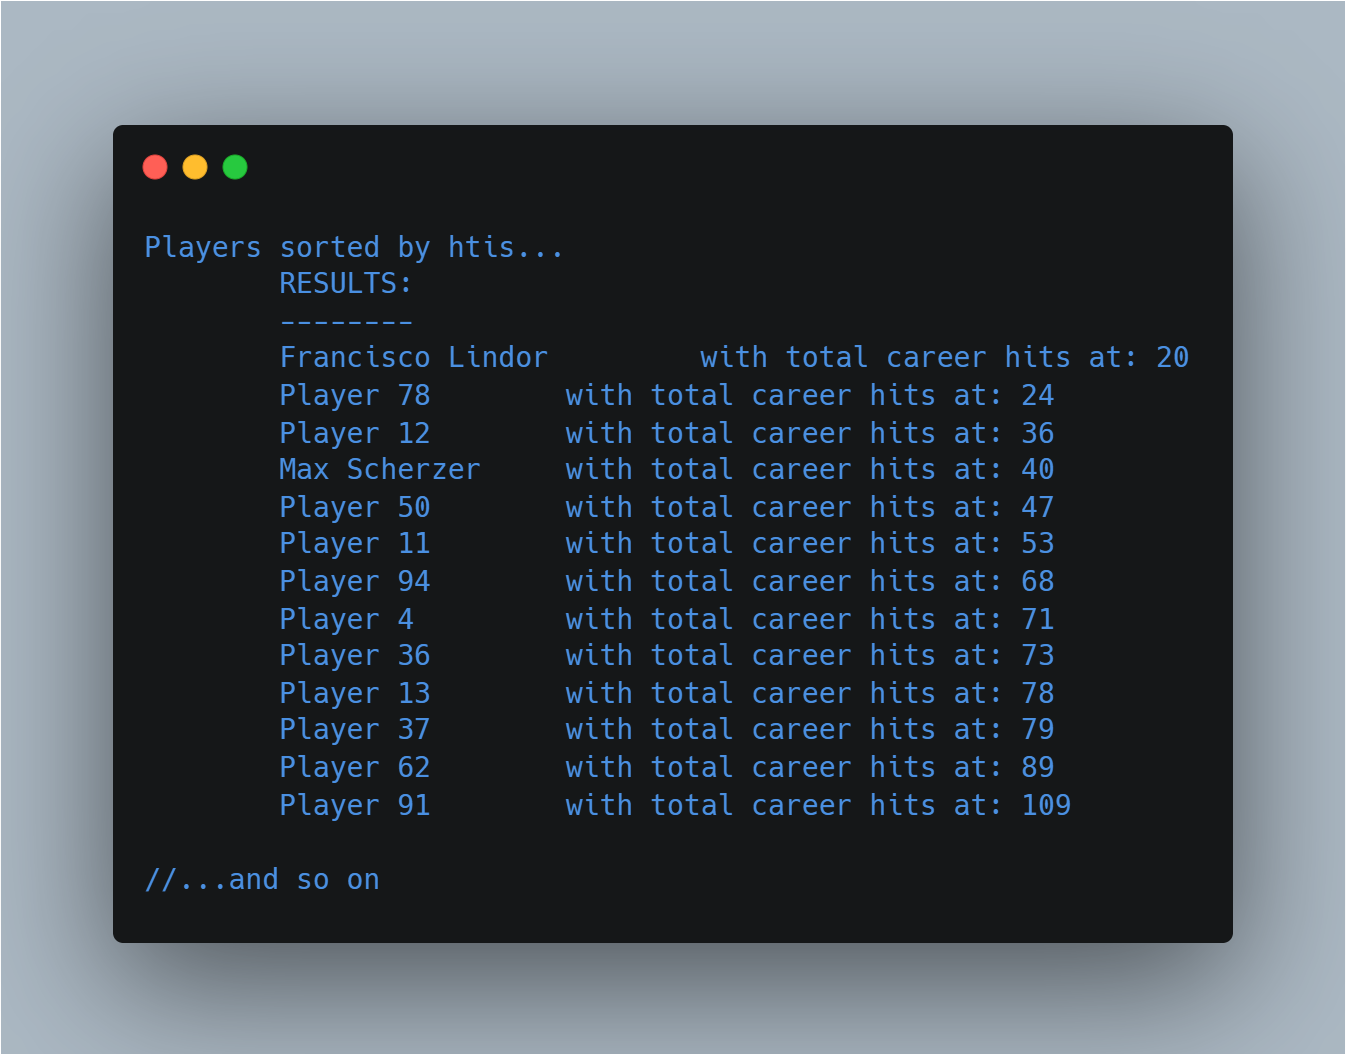 Players sorted by htis...
RESULTS:
--------
Francisco Lindor         with total career hits at: 20
Player 78        with total career hits at: 24
Player 12        with total career hits at: 36
Max Scherzer     with total career hits at: 40
Player 50        with total career hits at: 47
Player 11        with total career hits at: 53
Player 94        with total career hits at: 68
Player 4         with total career hits at: 71
Player 36        with total career hits at: 73
Player 13        with total career hits at: 78
Player 37        with total career hits at: 79
Player 62        with total career hits at: 89
Player 91        with total career hits at: 109
//...and so on